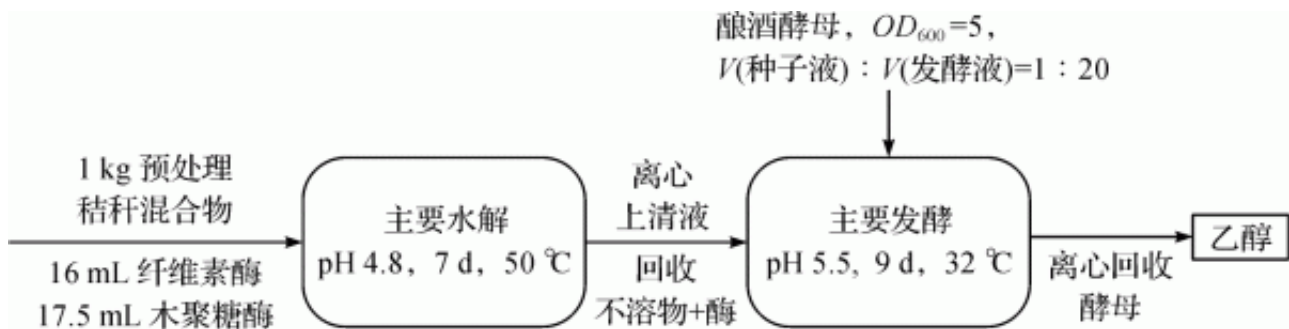 酿酒酵母，OD₆₀₀=5，
V(种子液)：V(发酵液)=1：20
1 kg 预处理
秸秆混合物
16 mL 纤维素酶
17.5 mL 木聚糖酶
主要水解
pH 4.8，7 d，50 ℃
离心
上清液
回收
不溶物+酶
主要发酵
pH 5.5, 9 d，32 ℃
离心回收
酵母
乙醇